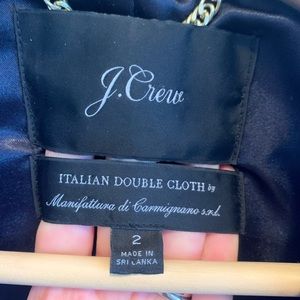 J.Crew
ITALIAN DOUBLE CLOTH by
Manifattura di Carmignano s.r.l.
2
MADE IN
SRI LANKA